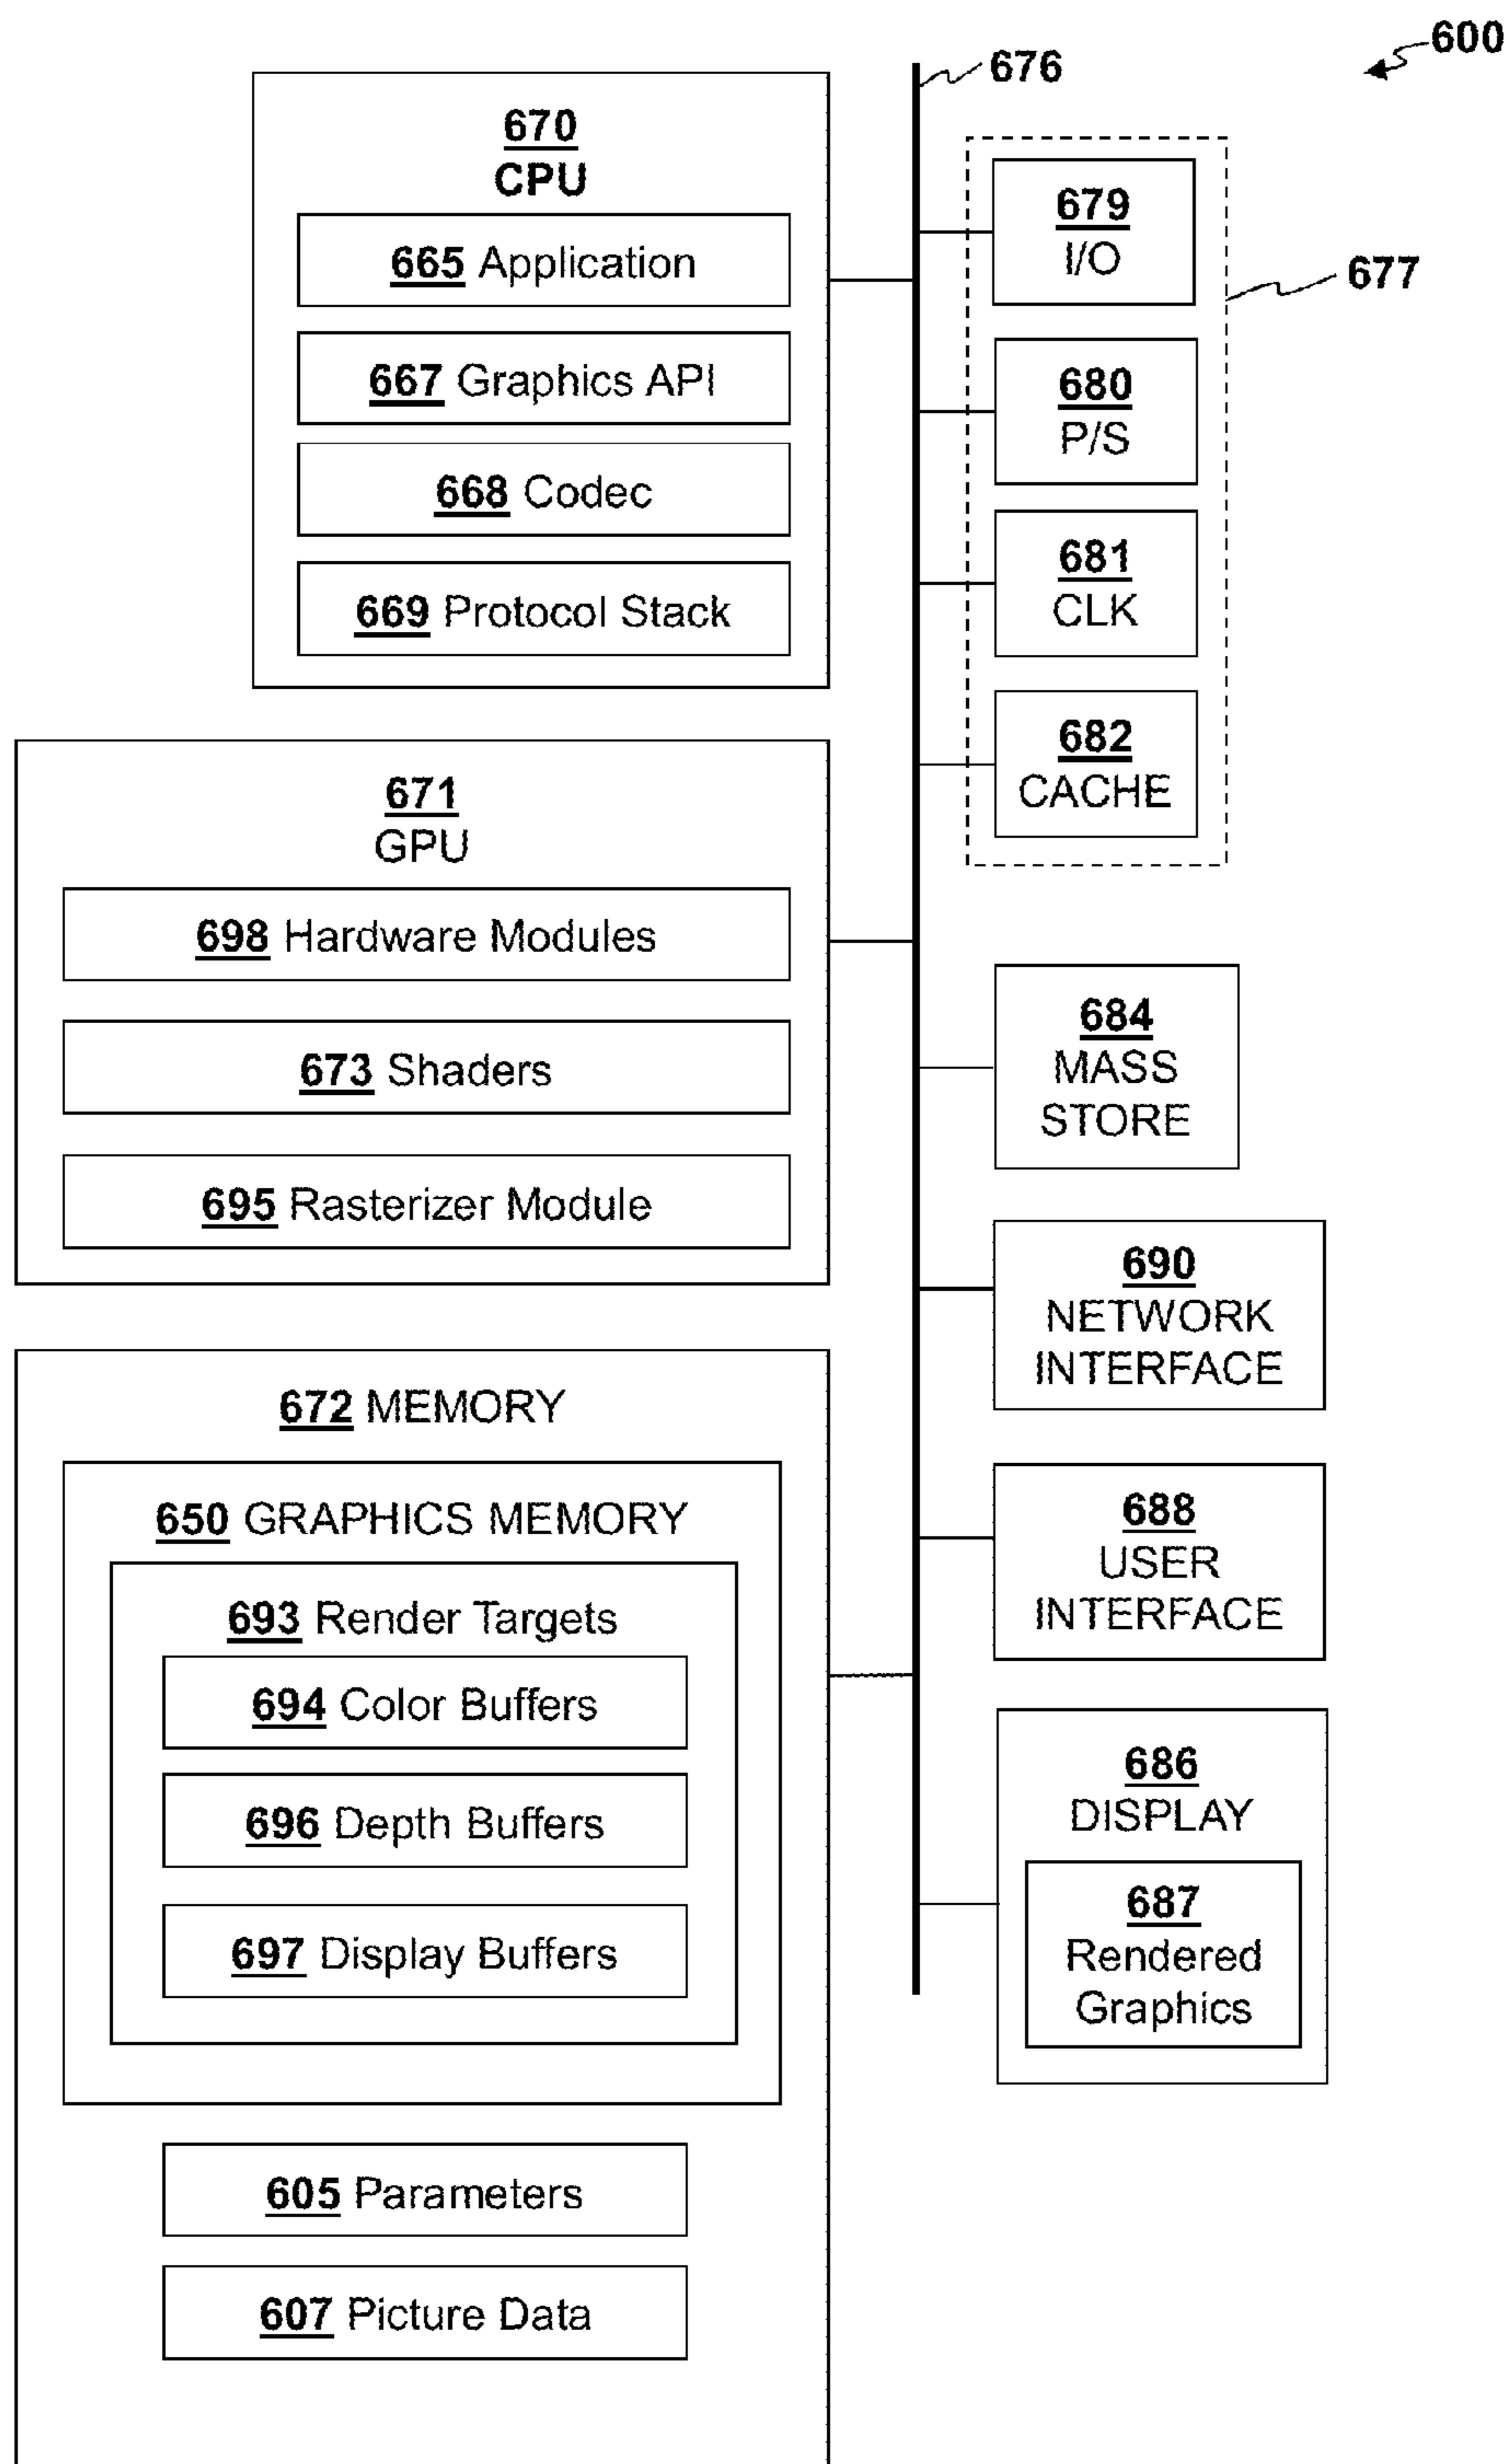 600
676
670
CPU
665 Application
667 Graphics API
668 Codec
669 Protocol Stack
679
I/O
677
680
P/S
681
CLK
682
CACHE
671
GPU
698 Hardware Modules
673 Shaders
695 Rasterizer Module
684
MASS
STORE
690
NETWORK
INTERFACE
672 MEMORY
650 GRAPHICS MEMORY
693 Render Targets
694 Color Buffers
696 Depth Buffers
697 Display Buffers
605 Parameters
607 Picture Data
688
USER
INTERFACE
686
DISPLAY
687
Rendered
Graphics